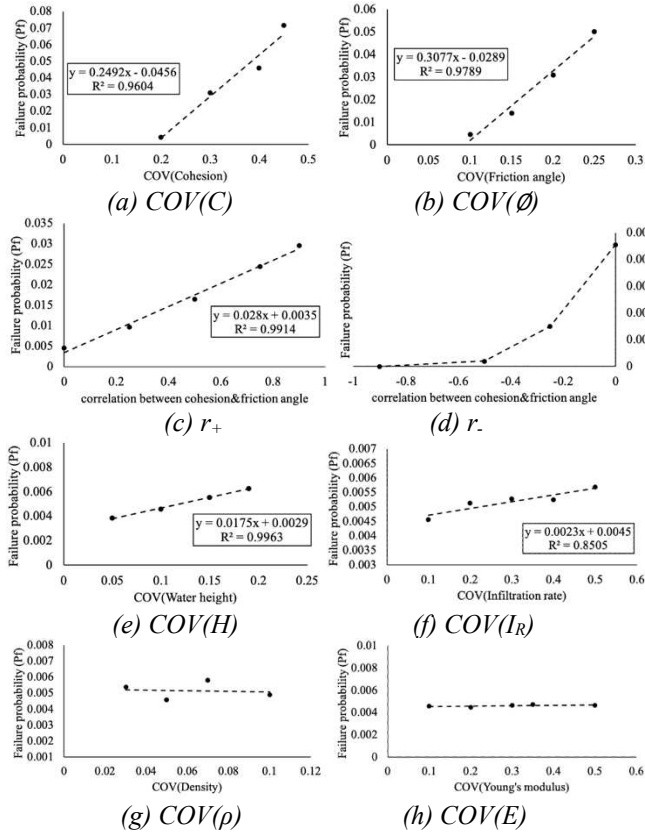 Failure probability (Pf)
0.08
0.07
0.06
0.05
0.04
0.03
0.02
0.01
0
y = 0.2492x - 0.0456
R² = 0.9604
0 0.1 0.2 0.3 0.4 0.5
COV(Cohesion)
(a) COV(C)
Failure probability (Pf)
0.06
0.05
0.04
0.03
0.02
0.01
0
y = 0.3077x - 0.0289
R² = 0.9789
0 0.1 0.2 0.3
COV(Friction angle)
(b) COV(Ø)
Failure probability (Pf)
0.035
0.03
0.025
0.02
0.015
0.01
0.005
0
y = 0.028x + 0.0035
R² = 0.9914
0 0.2 0.4 0.6 0.8 1
correlation between cohesion&friction angle
(c) r₊
Failure probability (Pf)
0.00
0.00
0.00
0.00
0.00
0
-1 -0.8 -0.6 -0.4 -0.2 0
correlation between cohesion&friction angle
(d) r₋
Failure probability (Pf)
0.01
0.008
0.006
0.004
0.002
0
y = 0.0175x + 0.0029
R² = 0.9963
0 0.05 0.1 0.15 0.2 0.25
COV(Water height)
(e) COV(H)
Failure probability (Pf)
0.007
0.0065
0.006
0.0055
0.005
0.0045
0.004
0.0035
0.003
y = 0.0023x + 0.0045
R² = 0.8505
0 0.1 0.2 0.3 0.4 0.5 0.6
COV(Infiltration rate)
(f) COV(I_R)
Failure probability (Pf)
0.008
0.007
0.006
0.005
0.004
0.003
0.002
0.001
0 0.02 0.04 0.06 0.08 0.1 0.12
COV(Density)
(g) COV(ρ)
Failure probability (Pf)
0.01
0.008
0.006
0.004
0.002
0
0 0.1 0.2 0.3 0.4 0.5 0.6
COV(Young's modulus)
(h) COV(E)